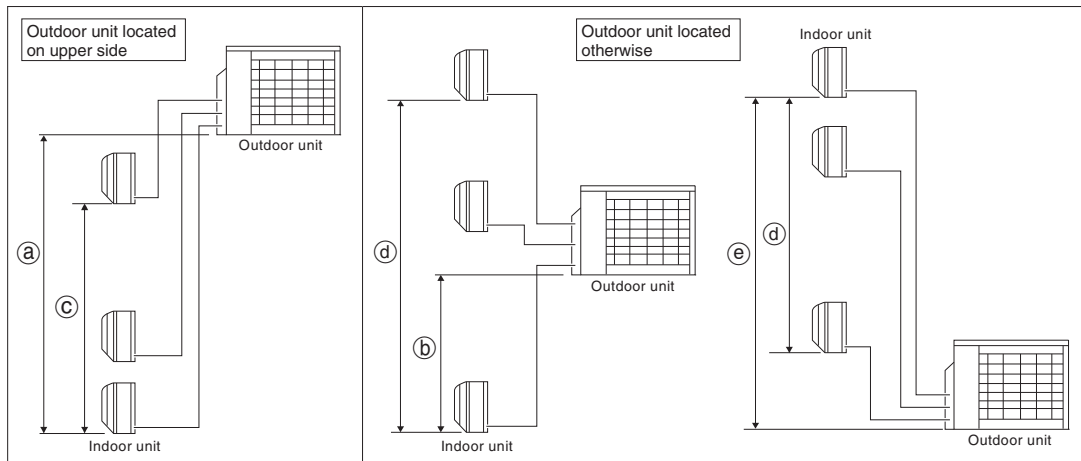 Outdoor unit located
on upper side
Outdoor unit
ⓐ
ⓒ
Indoor unit
Outdoor unit located
otherwise
ⓓ
ⓑ
Outdoor unit
Indoor unit
Indoor unit
ⓔ
ⓓ
Outdoor unit